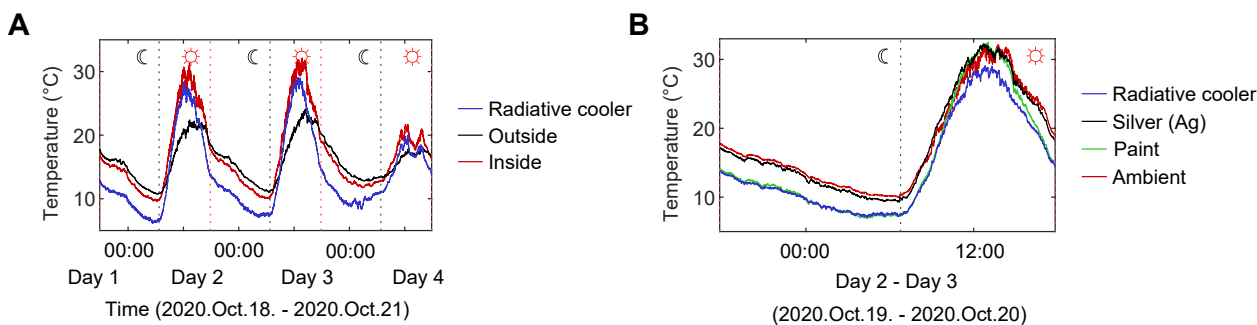 A
Temperature (°C)
30
20
10
00:00
00:00
00:00
Day 1
Day 2
Day 3
Day 4
Time (2020.Oct.18. - 2020.Oct.21)
Radiative cooler
Outside
Inside
B
Temperature (°C)
30
20
10
00:00
12:00
Day 2 - Day 3
(2020.Oct.19. - 2020.Oct.20)
Radiative cooler
Silver (Ag)
Paint
Ambient